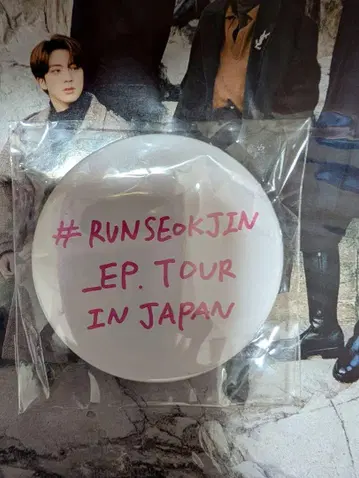 # RUNSEOKJIN
_EP. TOUR
IN JAPAN